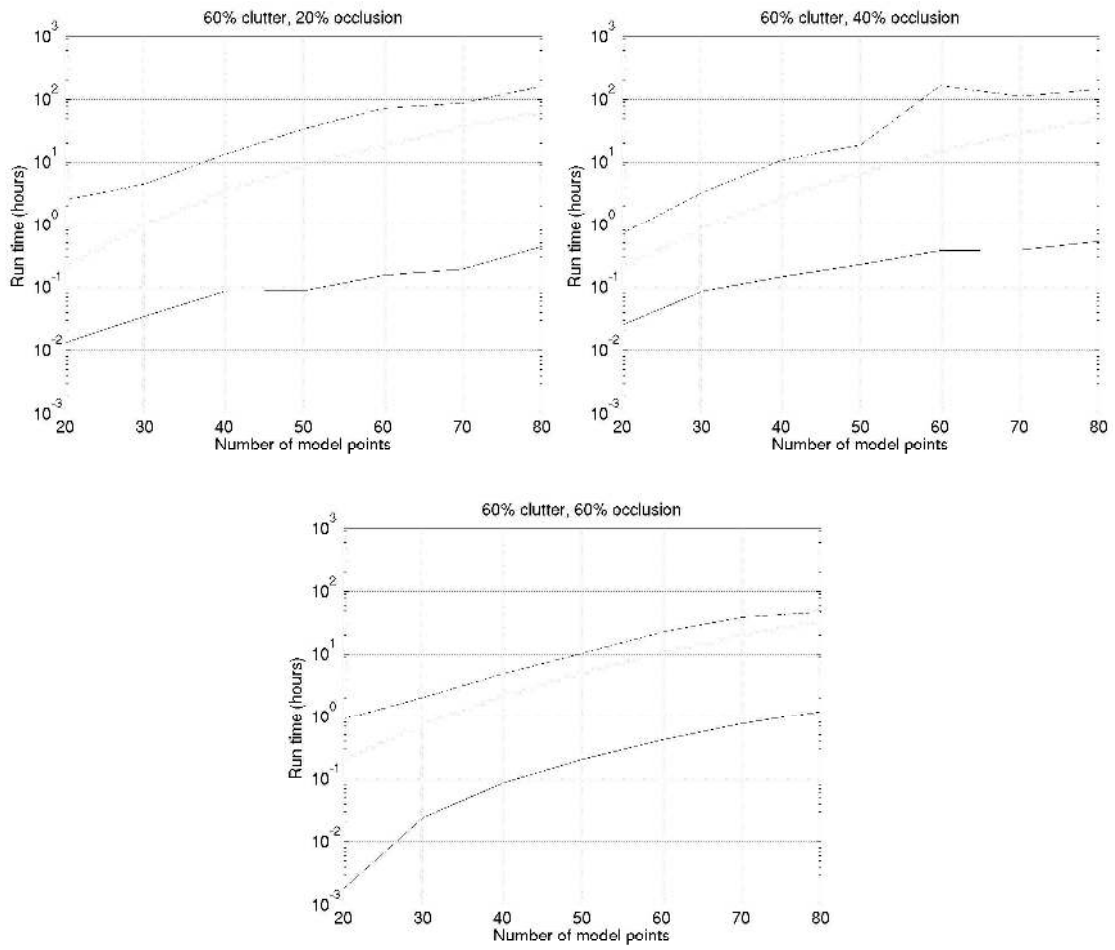 60% clutter, 20% occlusion
10^3
10^2
10^1
10^0
10^-1
10^-2
10^-3
Run time (hours)
20 30 40 50 60 70 80
Number of model points
60% clutter, 40% occlusion
10^3
10^2
10^1
10^0
10^-1
10^-2
10^-3
Run time (hours)
20 30 40 50 60 70 80
Number of model points
60% clutter, 60% occlusion
10^3
10^2
10^1
10^0
10^-1
10^-2
10^-3
Run time (hours)
20 30 40 50 60 70 80
Number of model points